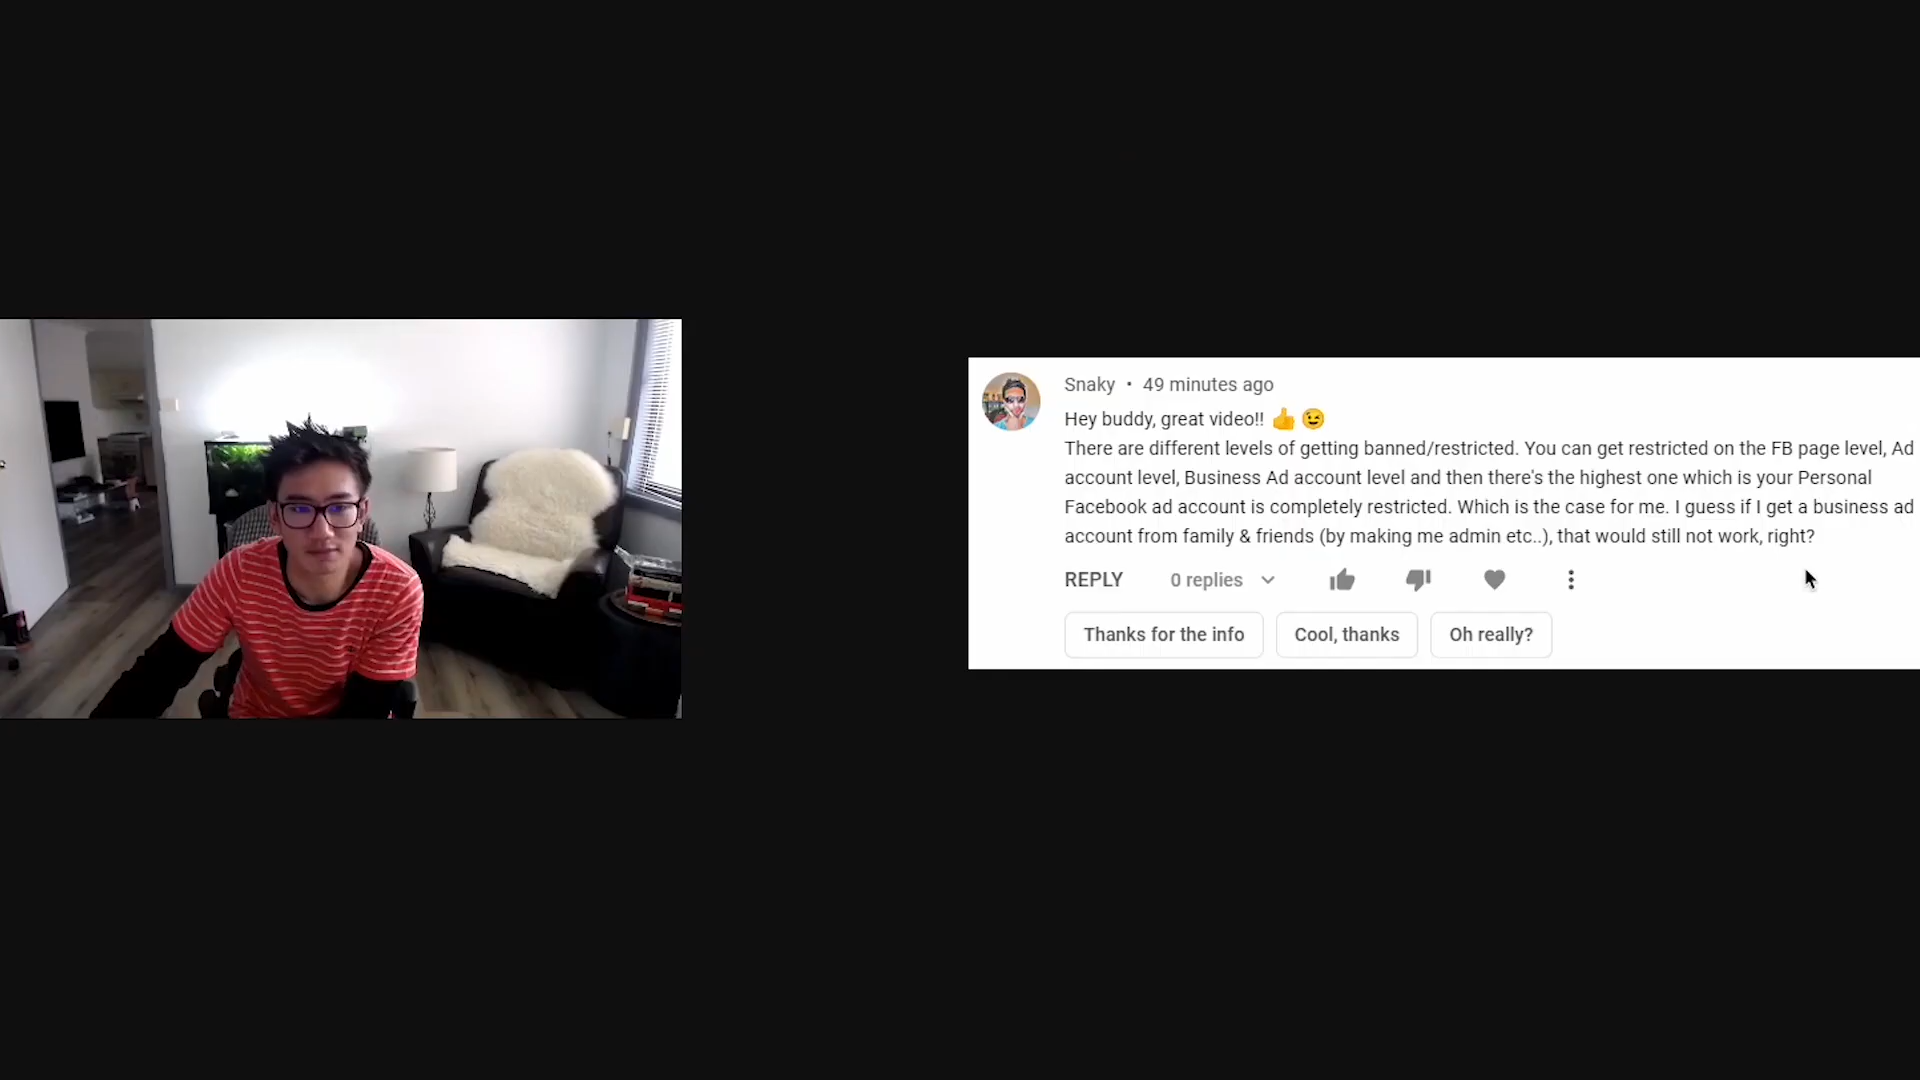 Snaky • 49 minutes ago
Hey buddy, great video!! 👍 😉
There are different levels of getting banned/restricted. You can get restricted on the FB page level, Ad
account level, Business Ad account level and then there's the highest one which is your Personal
Facebook ad account is completely restricted. Which is the case for me. I guess if I get a business ad
account from family & friends (by making me admin etc..), that would still not work, right?
REPLY 0 replies
Thanks for the info Cool, thanks Oh really?